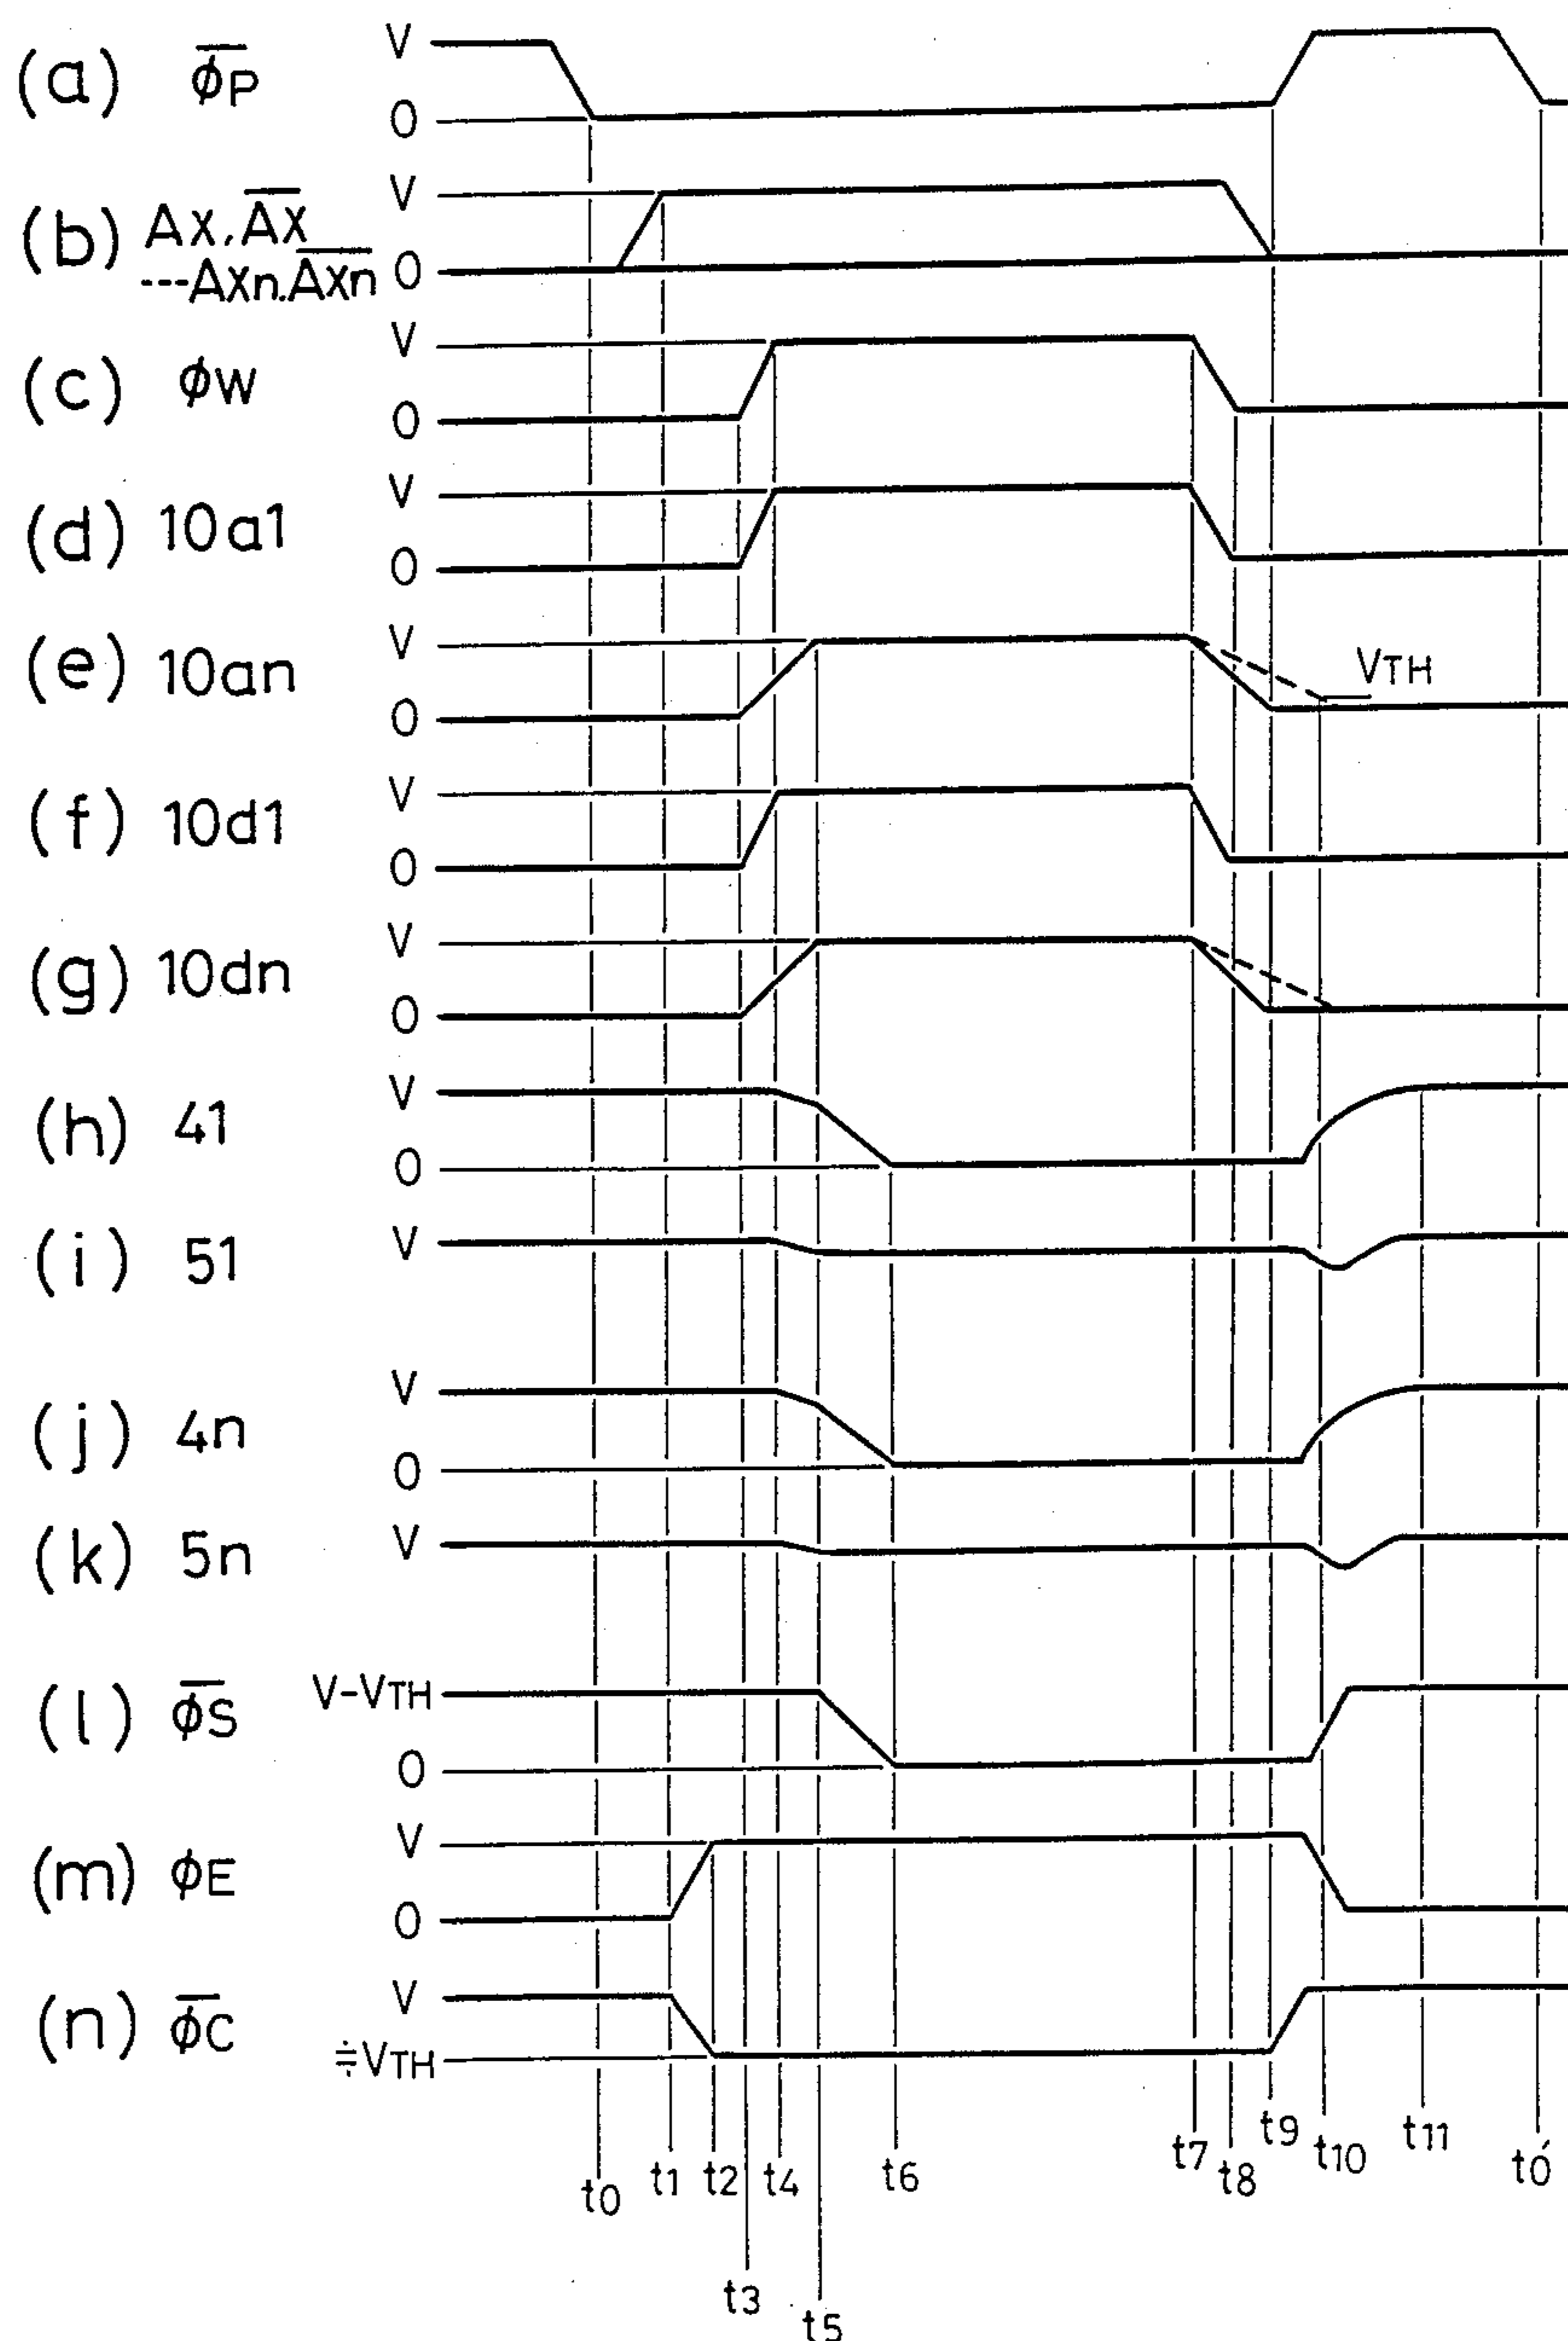 V
(a) φ̅P
0
V
(b) AX, A̅X̅
---AXn.A̅X̅n̅ 0
V
(c) φW
0
V
(d) 10a1
0
V
(e) 10an
VTH
0
V
(f) 10d1
0
V
(g) 10dn
0
V
(h) 41
0
V
(i) 51
V
(j) 4n
0
V
(k) 5n
V-VTH
(l) φ̅S
0
V
(m) φE
0
V
(n) φ̅C
≑VTH
t0 t1 t2 t4 t6 t7 t8 t9 t10 t11 t0'
t3 t5